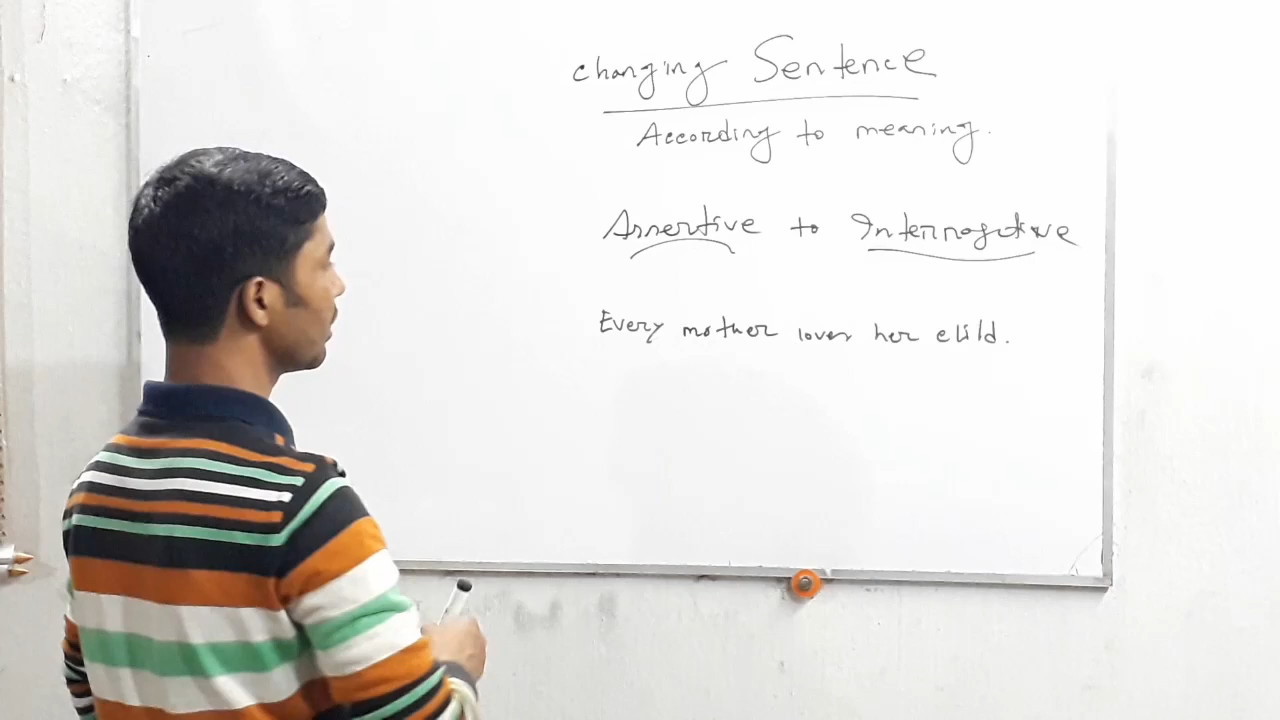 changing Sentence
According to meaning.
Assertive to Interrogative
Every mother loves her child.